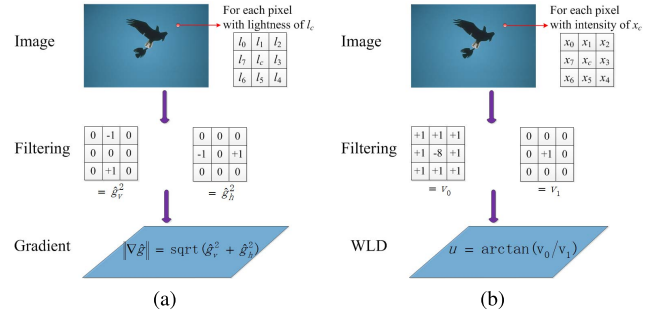 Image
For each pixel
with lightness of l_c
l_0 l_1 l_2
l_7 l_c l_3
l_6 l_5 l_4
Filtering
0 -1 0
0 0 0
0 +1 0
= ĝ_v^2
0 0 0
-1 0 +1
0 0 0
= ĝ_h^2
Gradient
‖∇ĝ‖ = sqrt(ĝ_v^2 + ĝ_h^2)
(a)
Image
For each pixel
with intensity of x_c
x_0 x_1 x_2
x_7 x_c x_3
x_6 x_5 x_4
Filtering
+1 +1 +1
+1 -8 +1
+1 +1 +1
= v_0
0 0 0
0 +1 0
0 0 0
= v_1
WLD
u = arctan(v_0/v_1)
(b)